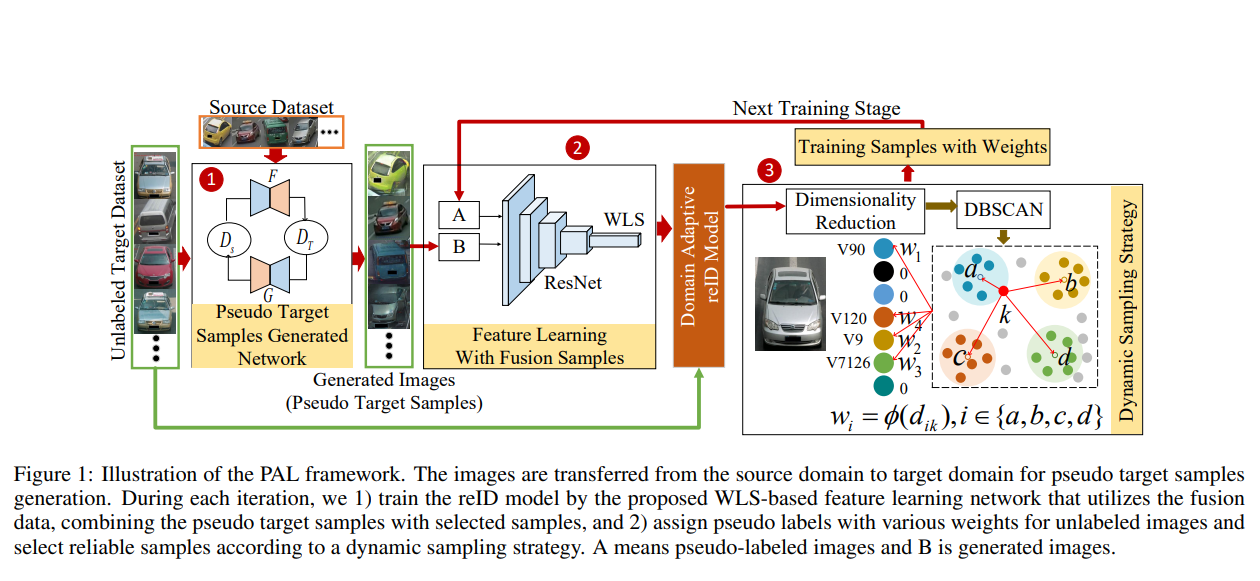 Source Dataset
Next Training Stage
Unlabeled Target Dataset
1
F
D_s
D_T
G
Pseudo Target
Samples Generated
Network
Generated Images
(Pseudo Target Samples)
2
A
B
WLS
ResNet
Feature Learning
With Fusion Samples
Domain Adaptive
reID Model
3
Training Samples with Weights
Dimensionality
Reduction
DBSCAN
V90 w_1
0
0
V120 w_4
V9 w_2
V7126 w_3
0
a
b
k
c
d
w_i = ϕ(d_ik), i ∈ {a,b,c,d}
Dynamic Sampling Strategy
Figure 1: Illustration of the PAL framework. The images are transferred from the source domain to target domain for pseudo target samples
generation. During each iteration, we 1) train the reID model by the proposed WLS-based feature learning network that utilizes the fusion
data, combining the pseudo target samples with selected samples, and 2) assign pseudo labels with various weights for unlabeled images and
select reliable samples according to a dynamic sampling strategy. A means pseudo-labeled images and B is generated images.